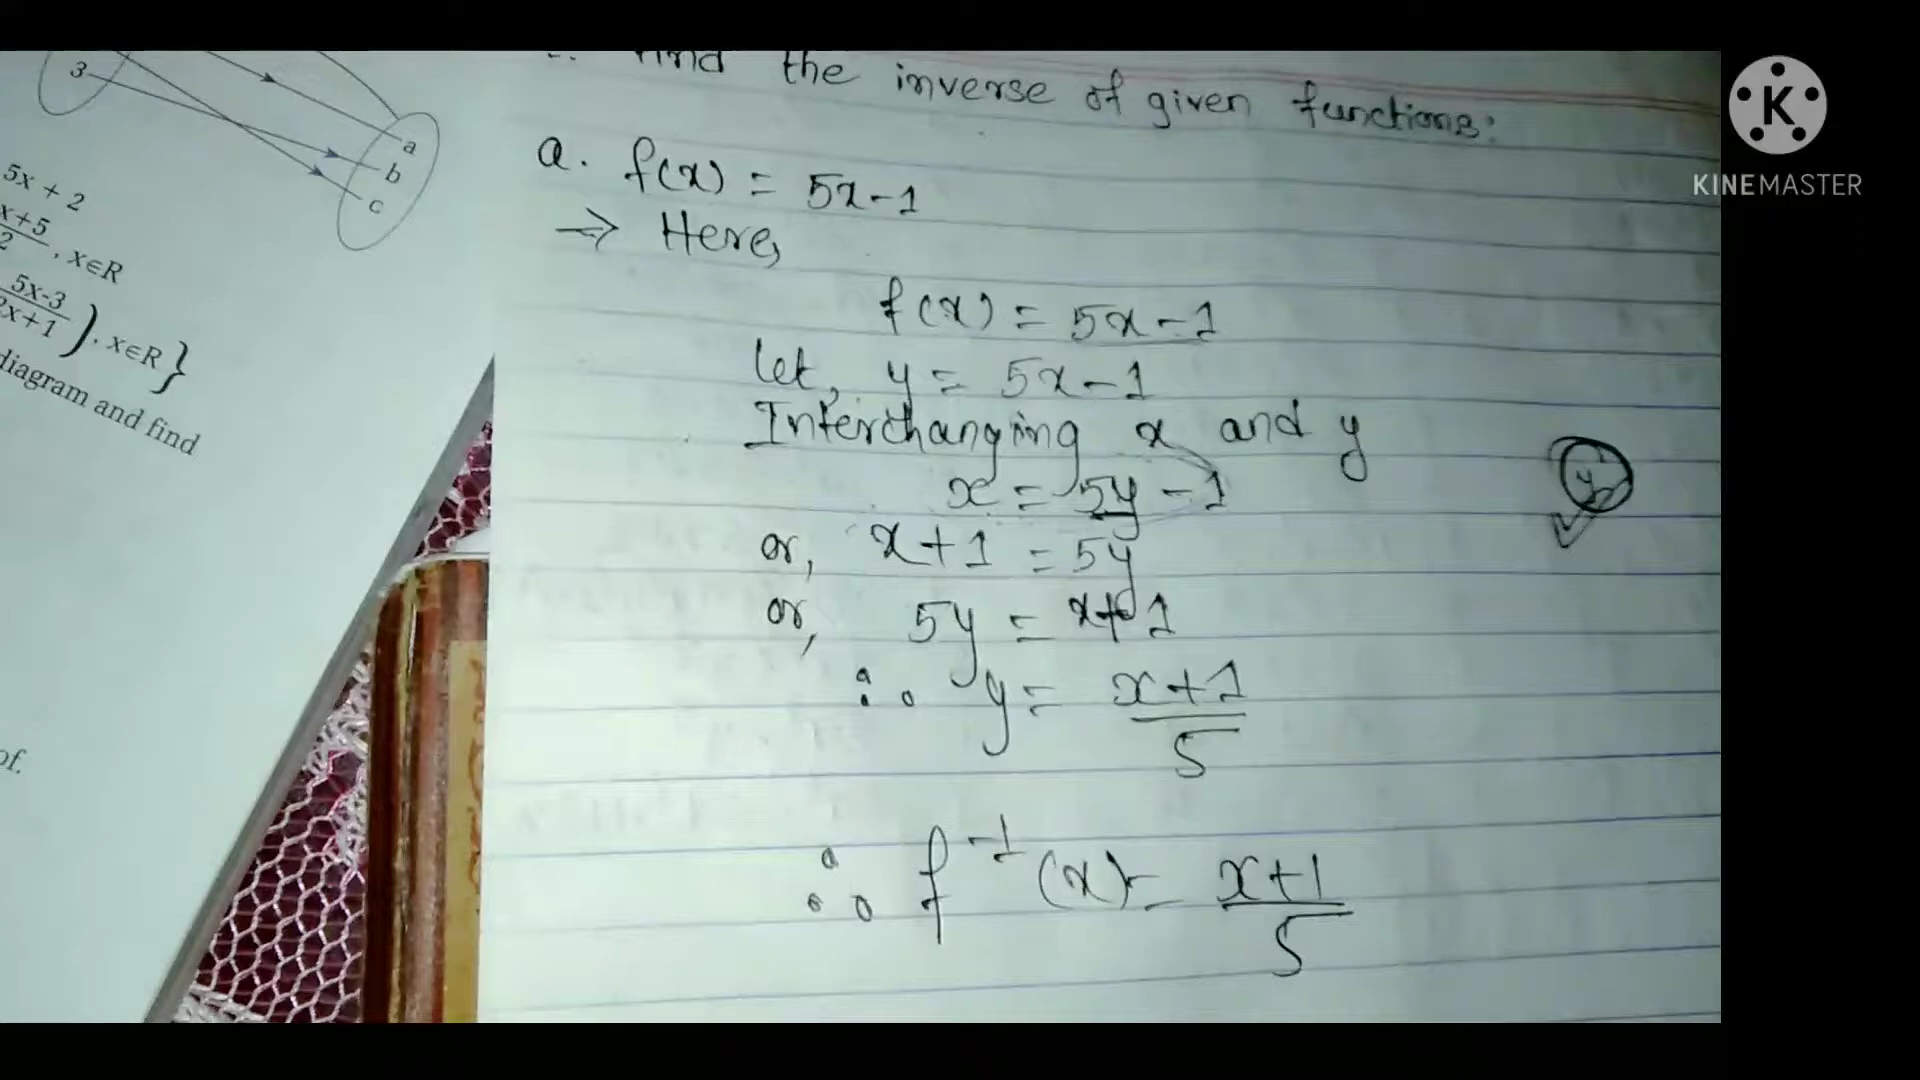 3
a
b
c
5x + 2
x+5
2
, x∈R
5x-3
2x+1
), x∈R}
diagram and find
of.
find the inverse of given functions:
a. f(x) = 5x-1
⇒ Here,
f(x) = 5x-1
let, y = 5x-1
Interchanging x and y
x = 5y-1
or, x+1 = 5y
or, 5y = x+1
∴ y = x+1
5
∴ f⁻¹(x) = x+1
5
y
K
KINEMASTER